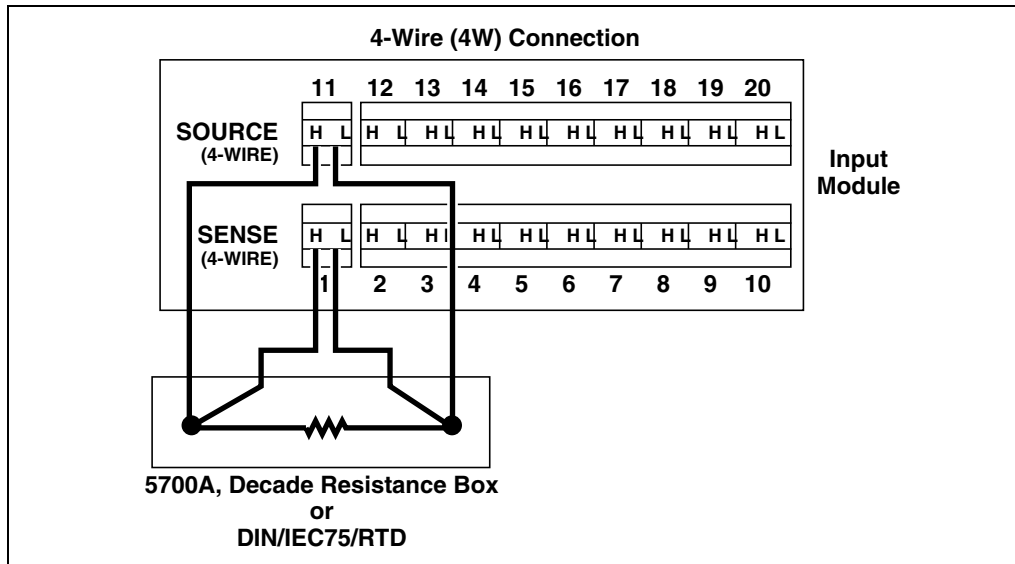 4-Wire (4W) Connection
11 12 13 14 15 16 17 18 19 20
SOURCE H L H L H L H L H L H L H L H L H L H L
(4-WIRE)
Input
Module
SENSE H L H L H L H L H L H L H L H L H L H L
(4-WIRE)
1 2 3 4 5 6 7 8 9 10
5700A, Decade Resistance Box
or
DIN/IEC75/RTD